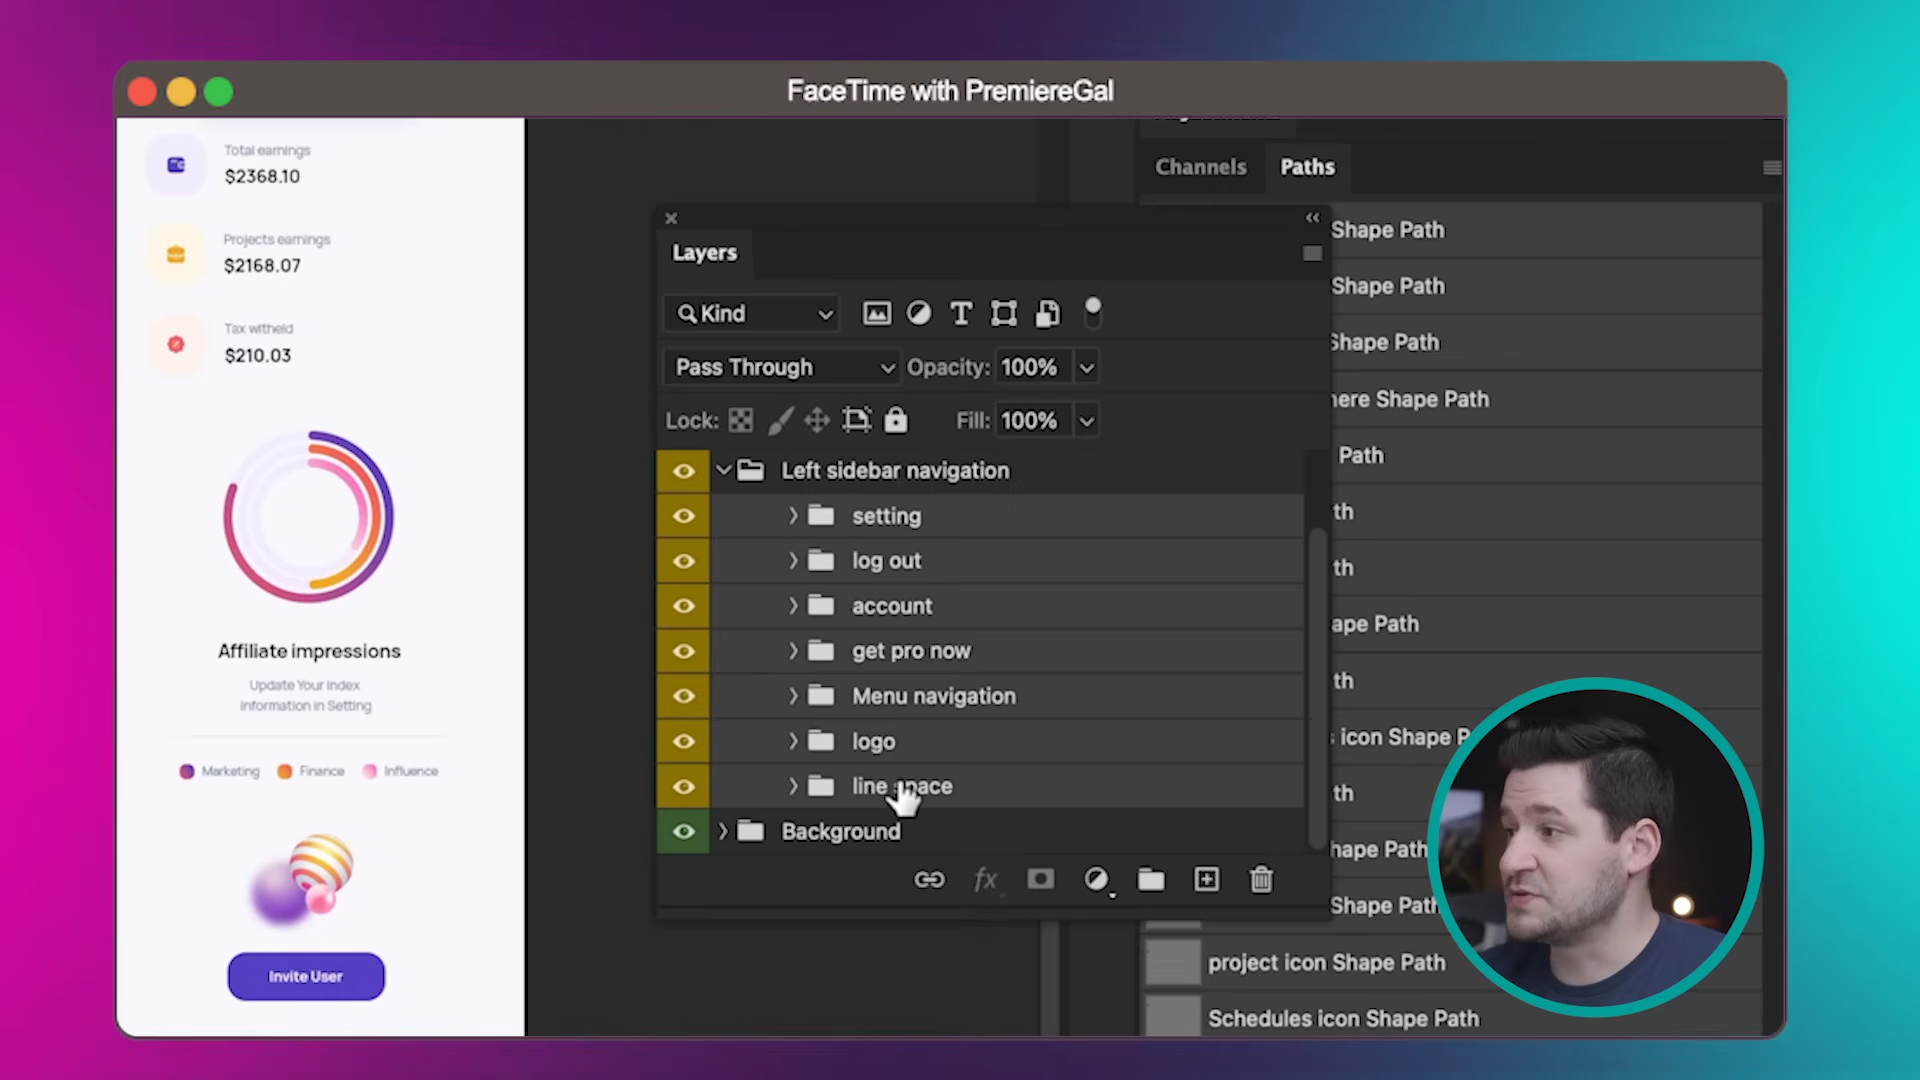 FaceTime with PremiereGal
Total earnings
$2368.10
Projects earnings
$2168.07
Tax witheld
$210.03
Affiliate impressions
Update Your Index
information in Setting
Marketing Finance Influence
Invite User
Layers
Kind
Pass Through Opacity: 100%
Lock: Fill: 100%
Left sidebar navigation
setting
log out
account
get pro now
Menu navigation
logo
line space
Background
fx
Channels Paths
Shape Path
Shape Path
Shape Path
here Shape Path
Path
th
th
ape Path
th
icon Shape P
th
hape Path
Shape Path
project icon Shape Path
Schedules icon Shape Path